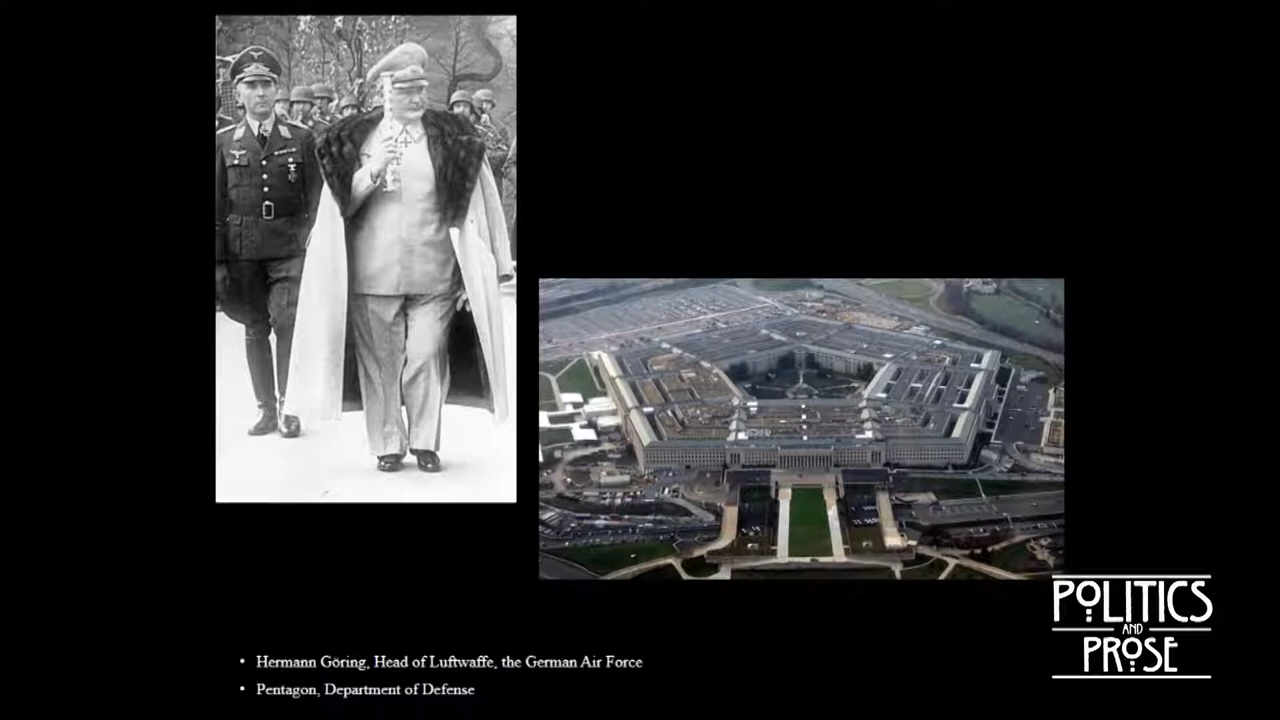 POLITICS
AND
PROSE
• Hermann Göring, Head of Luftwaffe, the German Air Force
• Pentagon, Department of Defense